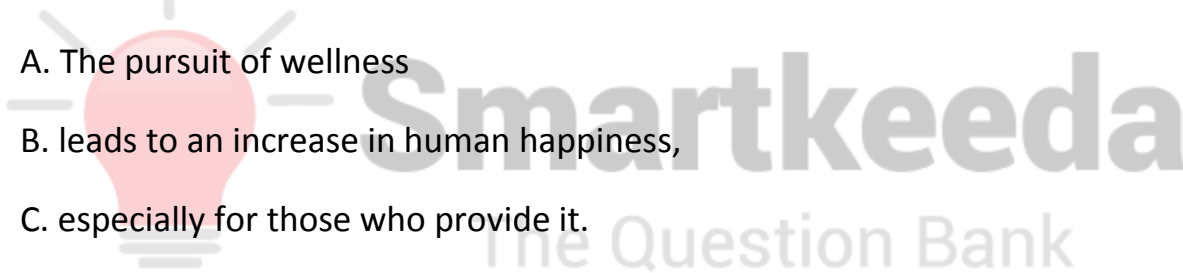 A. The pursuit of wellness
B. leads to an increase in human happiness,
C. especially for those who provide it.
Smartkeeda
The Question Bank